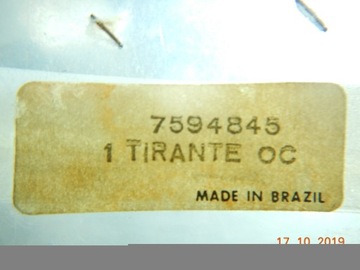 7594845
1 TIRANTE OC
MADE IN BRAZIL
17 10 2019